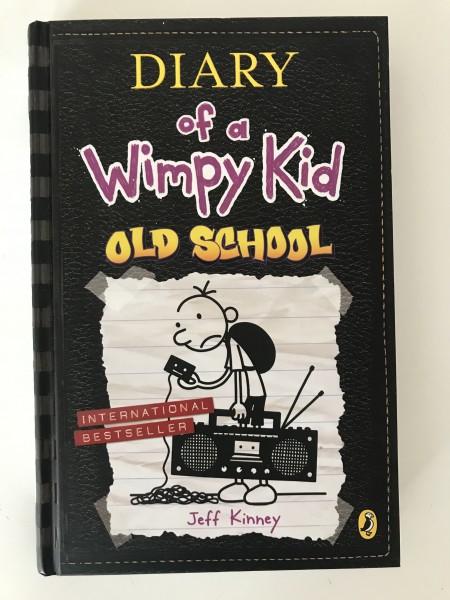 DIARY
of a
Wimpy Kid
OLD SCHOOL
INTERNATIONAL
BESTSELLER
Jeff Kinney